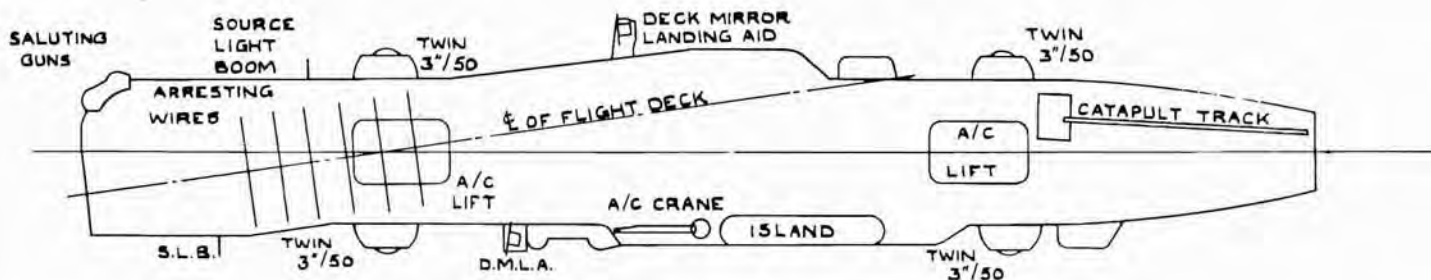 SALUTING
GUNS
SOURCE
LIGHT
BOOM
TWIN
3"/50
DECK MIRROR
LANDING AID
TWIN
3"/50
ARRESTING
WIRES
℄ OF FLIGHT DECK
CATAPULT TRACK
A/C
LIFT
A/C
LIFT
A/C CRANE
ISLAND
S.L.B.
TWIN
3"/50
D.M.L.A.
TWIN
3"/50